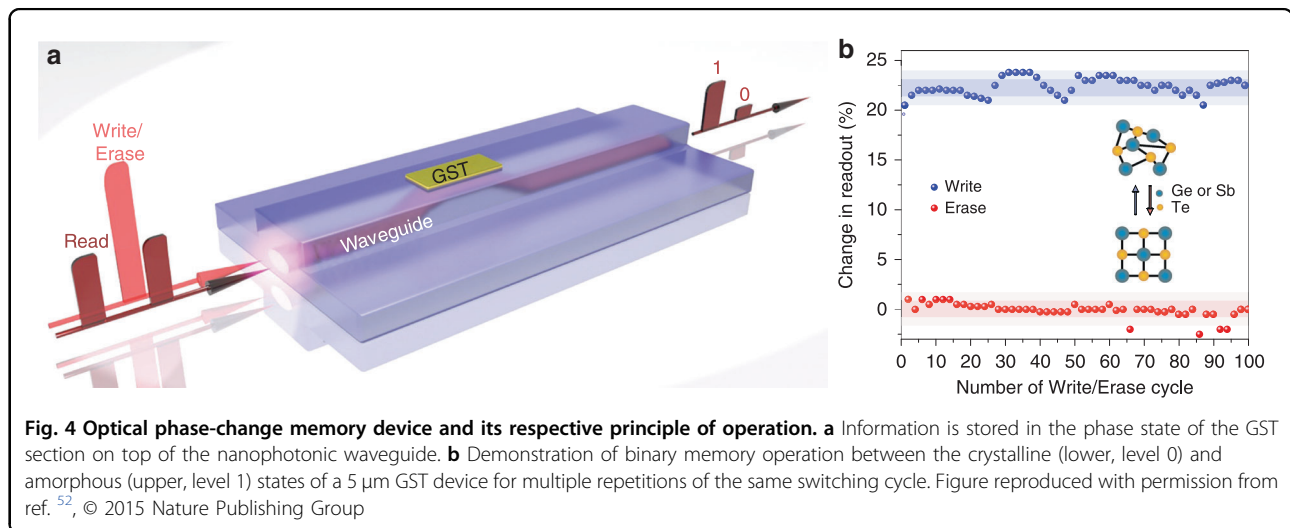 a
Write/
Erase
Read
GST
Waveguide
1
0
b
Change in readout (%)
25
20
15
10
5
0
Write
Erase
Ge or Sb
Te
0 10 20 30 40 50 60 70 80 90 100
Number of Write/Erase cycle
Fig. 4 Optical phase-change memory device and its respective principle of operation. a Information is stored in the phase state of the GST
section on top of the nanophotonic waveguide. b Demonstration of binary memory operation between the crystalline (lower, level 0) and
amorphous (upper, level 1) states of a 5 µm GST device for multiple repetitions of the same switching cycle. Figure reproduced with permission from
ref. 52, © 2015 Nature Publishing Group